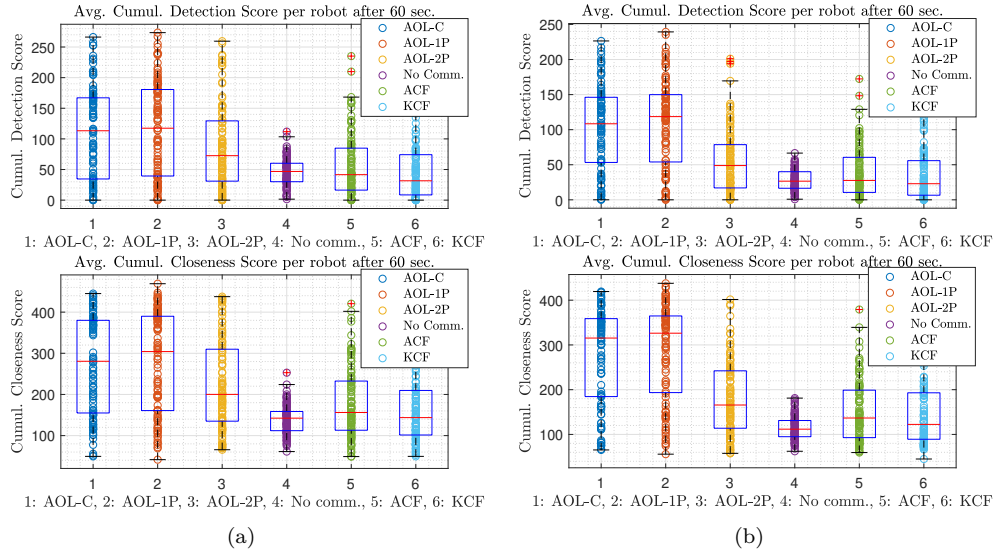 Avg. Cumul. Detection Score per robot after 60 sec.
Cumul. Detection Score
250
200
150
100
50
0
AOL-C
AOL-1P
AOL-2P
No Comm.
ACF
KCF
1 2 3 4 5 6
1: AOL-C, 2: AOL-1P, 3: AOL-2P, 4: No comm., 5: ACF, 6: KCF
Avg. Cumul. Closeness Score per robot after 60 sec.
Cumul. Closeness Score
400
300
200
100
AOL-C
AOL-1P
AOL-2P
No Comm.
ACF
KCF
1 2 3 4 5 6
1: AOL-C, 2: AOL-1P, 3: AOL-2P, 4: No comm., 5: ACF, 6: KCF
(a)
Avg. Cumul. Detection Score per robot after 60 sec.
Cumul. Detection Score
250
200
150
100
50
0
AOL-C
AOL-1P
AOL-2P
No Comm.
ACF
KCF
1 2 3 4 5 6
1: AOL-C, 2: AOL-1P, 3: AOL-2P, 4: No comm., 5: ACF, 6: KCF
Avg. Cumul. Closeness Score per robot after 60 sec.
Cumul. Closeness Score
400
300
200
100
AOL-C
AOL-1P
AOL-2P
No Comm.
ACF
KCF
1 2 3 4 5 6
1: AOL-C, 2: AOL-1P, 3: AOL-2P, 4: No comm., 5: ACF, 6: KCF
(b)